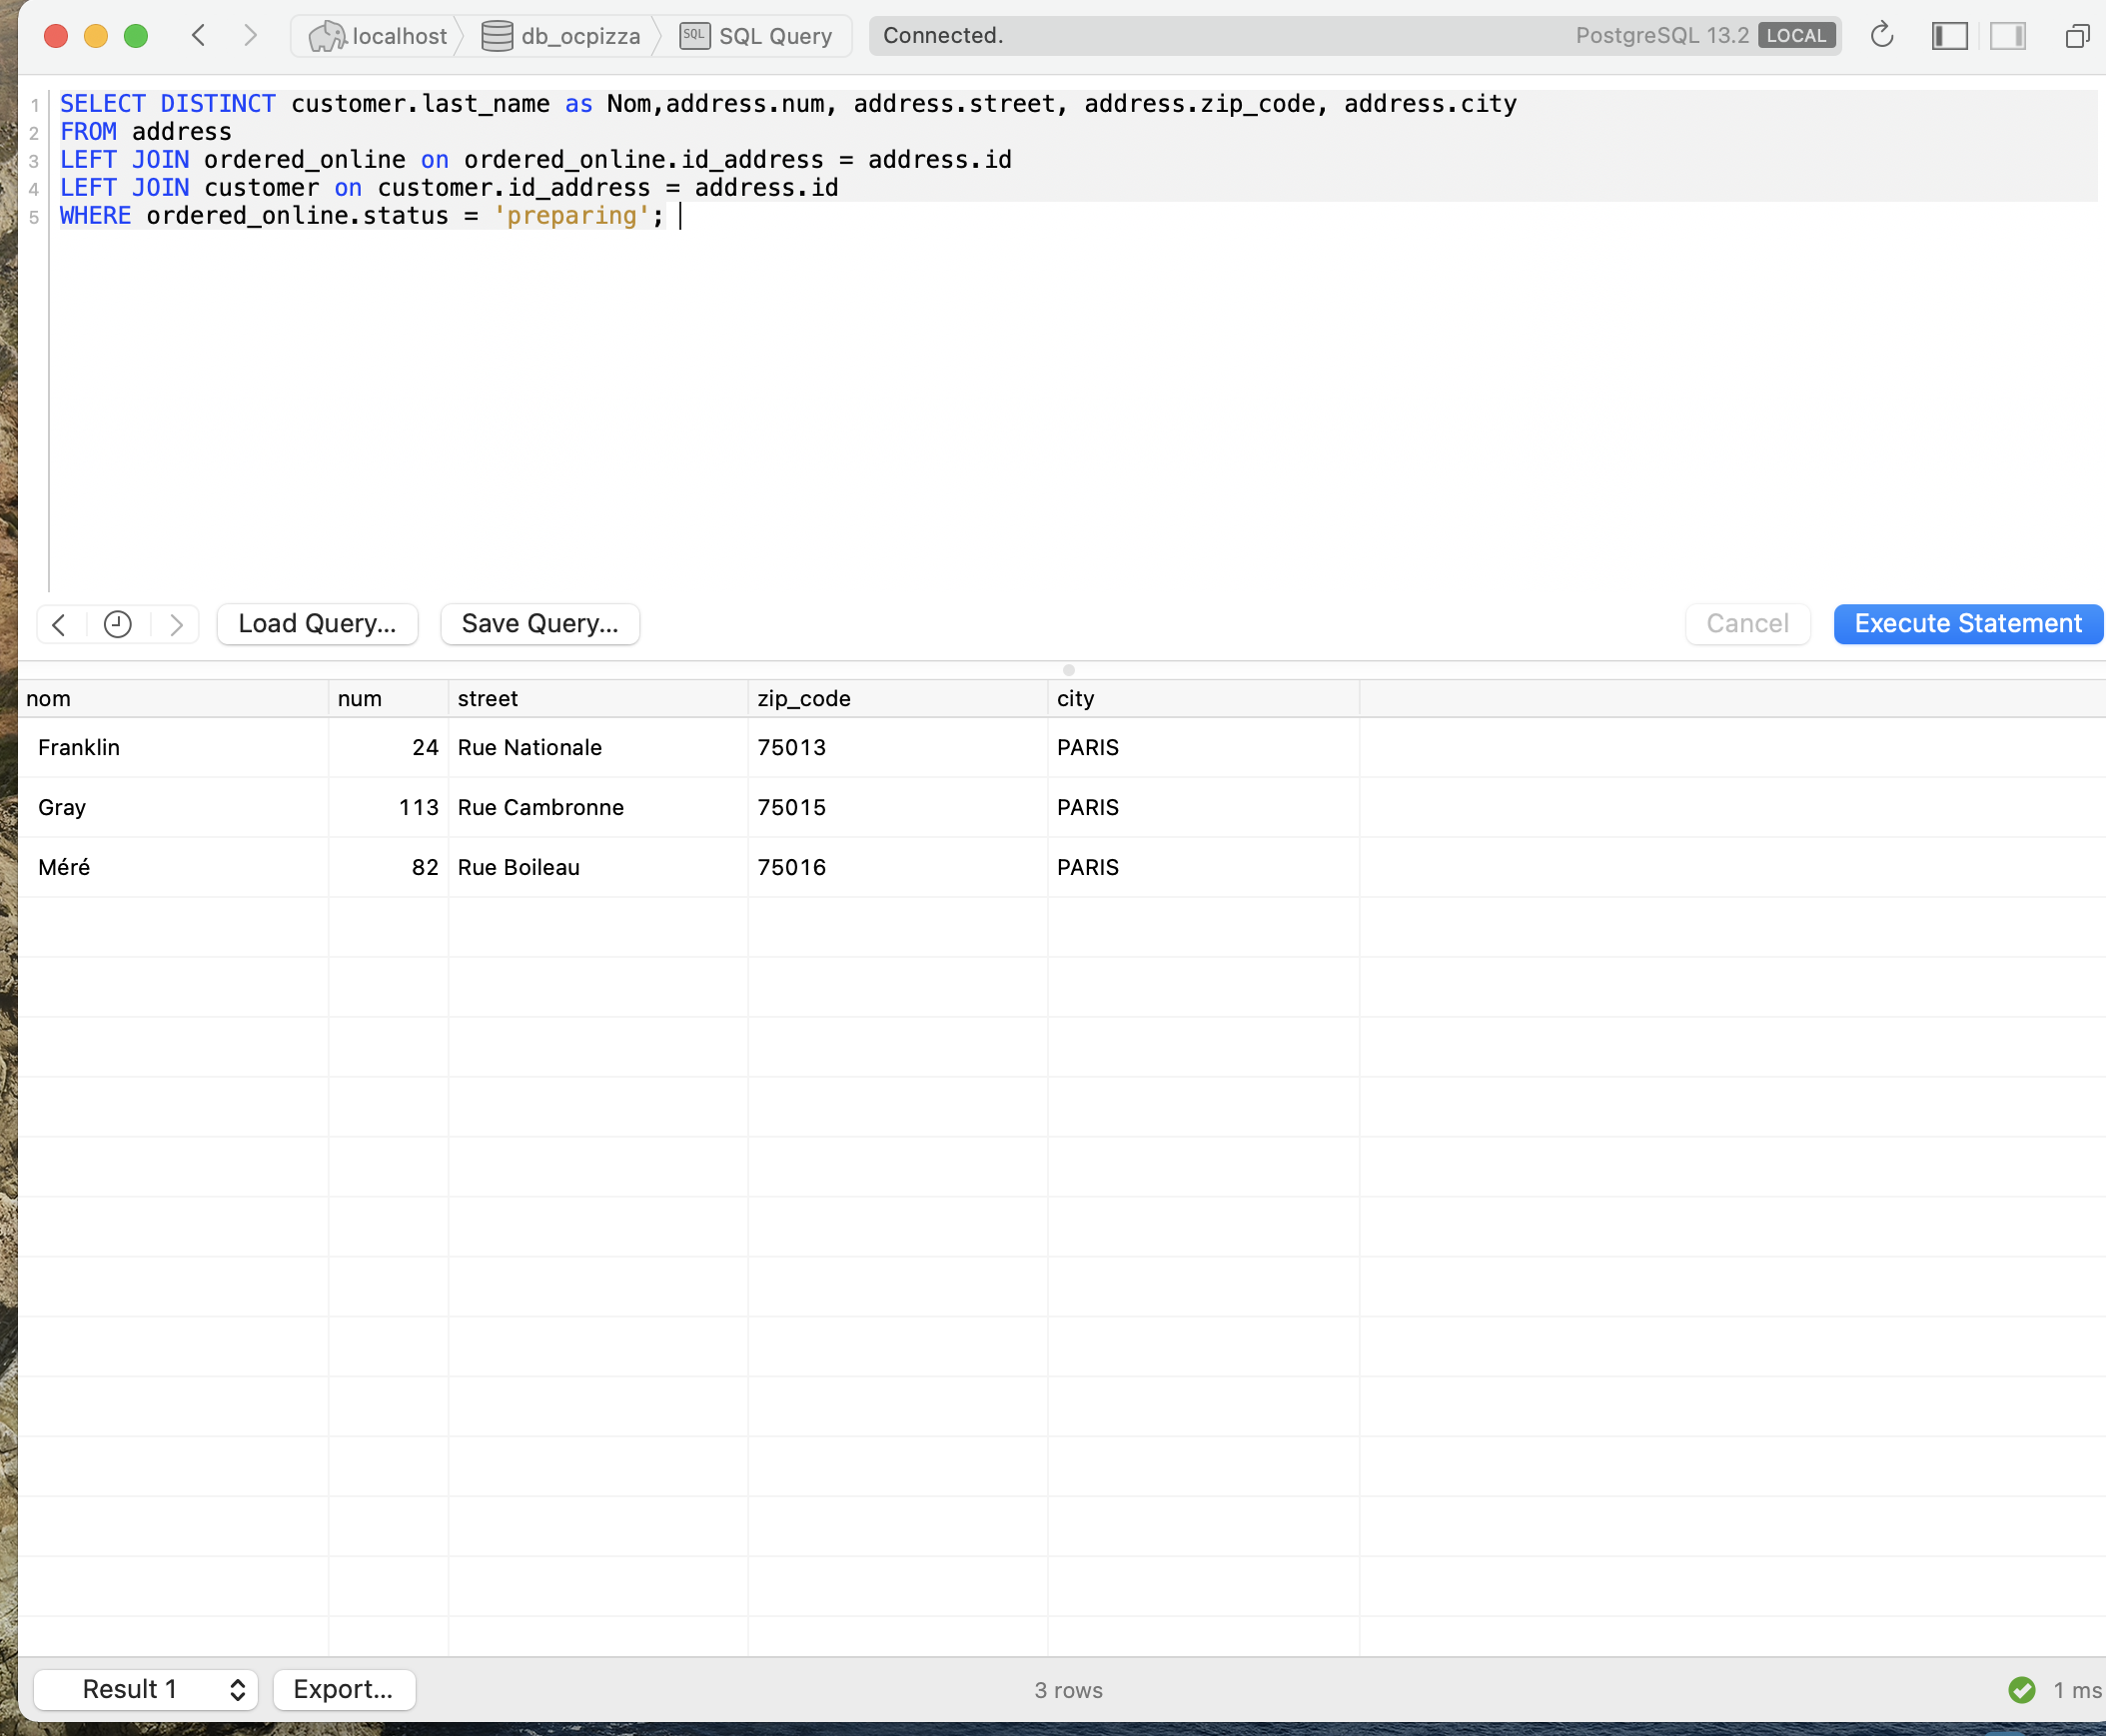 localhost db_ocpizza SQL SQL Query Connected. PostgreSQL 13.2 LOCAL
1 SELECT DISTINCT customer.last_name as Nom,address.num, address.street, address.zip_code, address.city
2 FROM address
3 LEFT JOIN ordered_online on ordered_online.id_address = address.id
4 LEFT JOIN customer on customer.id_address = address.id
5 WHERE ordered_online.status = 'preparing';
Load Query... Save Query... Cancel Execute Statement
nom num street zip_code city
Franklin 24 Rue Nationale 75013 PARIS
Gray 113 Rue Cambronne 75015 PARIS
Méré 82 Rue Boileau 75016 PARIS
Result 1 Export... 3 rows 1 ms